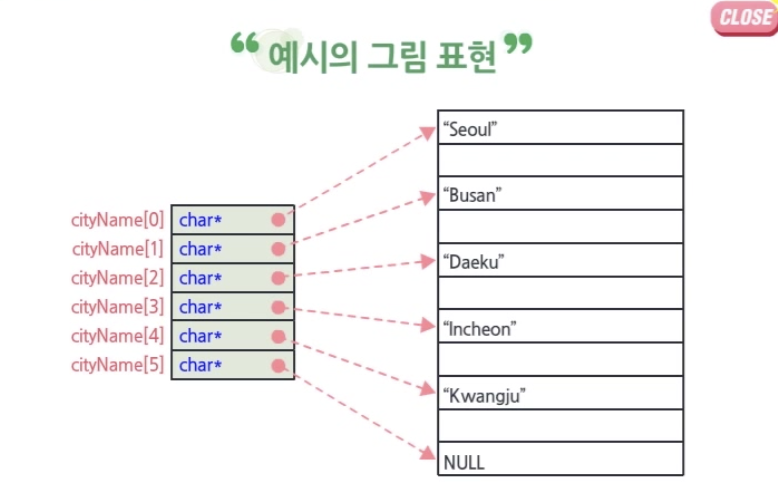 CLOSE
“ 예시의 그림 표현 ”
cityName[0] char*
cityName[1] char*
cityName[2] char*
cityName[3] char*
cityName[4] char*
cityName[5] char*
“Seoul”
“Busan”
“Daeku”
“Incheon”
“Kwangju”
NULL